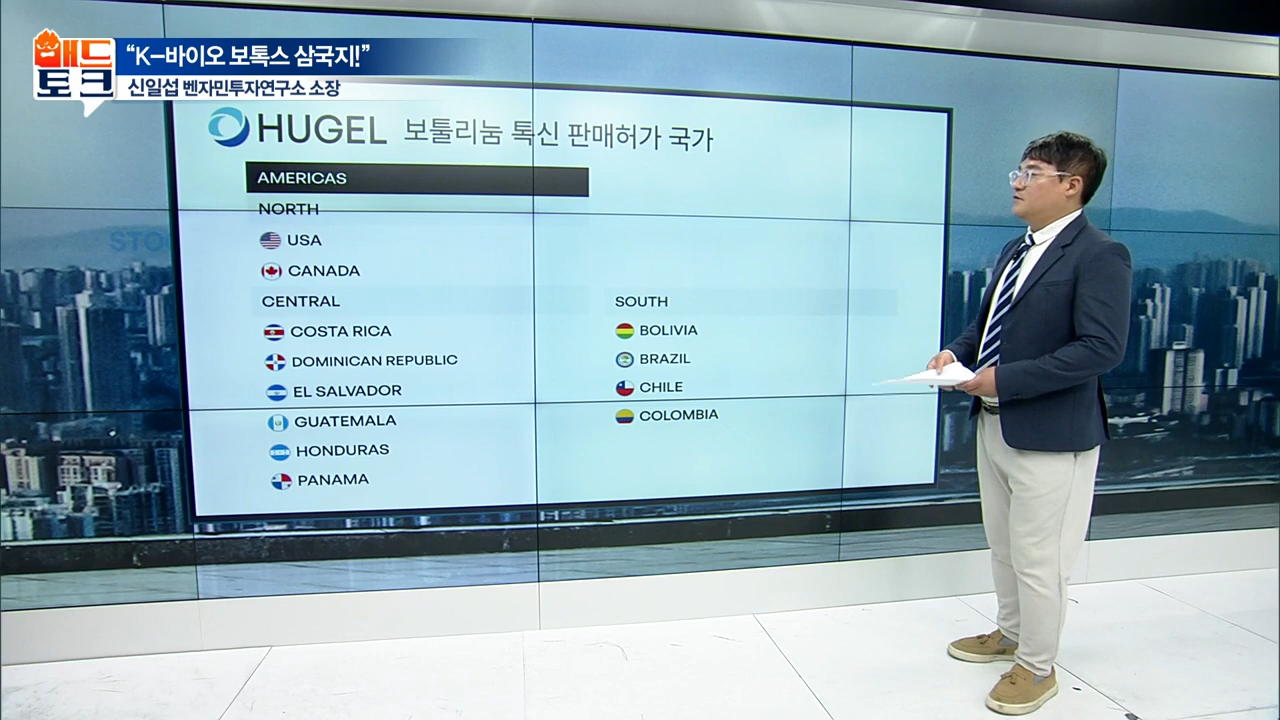 매드
토크
“K-바이오 보톡스 삼국지!”
신일섭 벤자민투자연구소 소장
HUGEL 보툴리눔 톡신 판매허가 국가
AMERICAS
NORTH
USA
CANADA
CENTRAL
COSTA RICA
DOMINICAN REPUBLIC
EL SALVADOR
GUATEMALA
HONDURAS
PANAMA
SOUTH
BOLIVIA
BRAZIL
CHILE
COLOMBIA